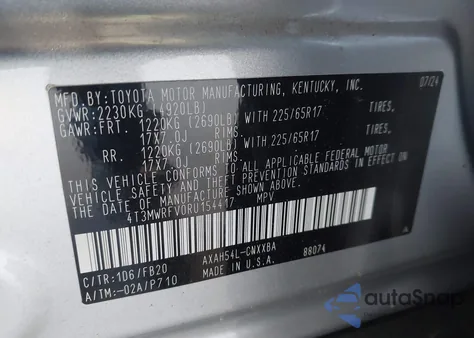 MFD.BY:TOYOTA MOTOR MANUFACTURING, KENTUCKY, INC. 07/24
GVWR:2230KG (4920LB)
GAWR:FRT. 1220KG (2690LB) WITH 225/65R17 TIRES,
17X7.0J RIMS.
RR. 1220KG (2690LB) WITH 225/65R17 TIRES,
17X7.0J RIMS.
THIS VEHICLE CONFORMS TO ALL APPLICABLE FEDERAL MOTOR
VEHICLE SAFETY AND THEFT PREVENTION STANDARDS IN EFFECT
ON THE DATE OF MANUFACTURE SHOWN ABOVE.
4T3MWRFV0RU154417 MPV
C/TR:1D6/FB20 AXAH54L-CNXXBA A
A/TM:-02A/P710 88074
autoSnap